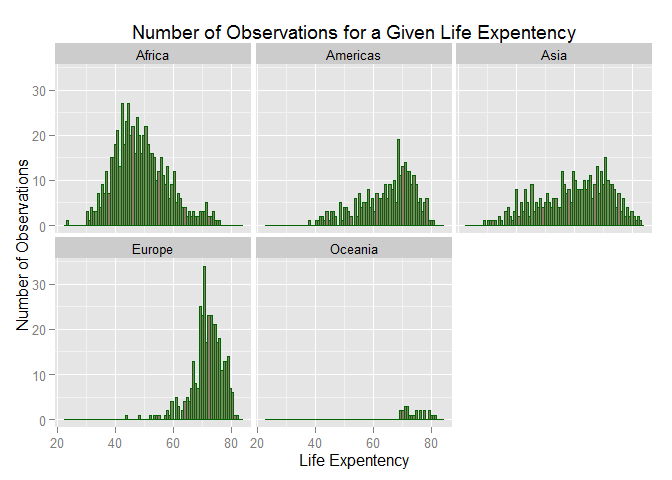 Number of Observations for a Given Life Expentency
Africa Americas Asia
30
20
10
0
Europe Oceania
30
20
10
0
20 40 60 80 20 40 60 80
Life Expentency
Number of Observations